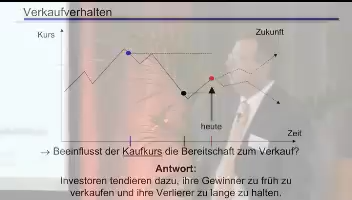 Verkaufverhalten
Kurs
Zukunft
heute
Zeit
→ Beeinflusst der Kaufkurs die Bereitschaft zum Verkauf?
Antwort:
Investoren tendieren dazu, ihre Gewinner zu früh zu
verkaufen und ihre Verlierer zu lange zu halten.